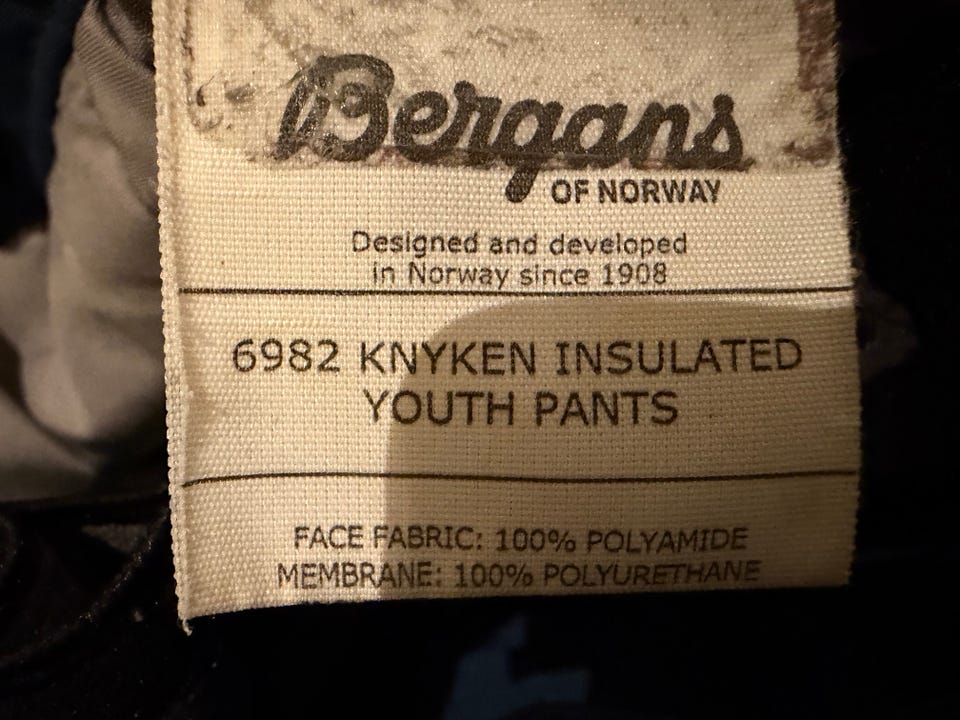 Bergans
OF NORWAY
Designed and developed
in Norway since 1908
6982 KNYKEN INSULATED
YOUTH PANTS
FACE FABRIC: 100% POLYAMIDE
MEMBRANE: 100% POLYURETHANE